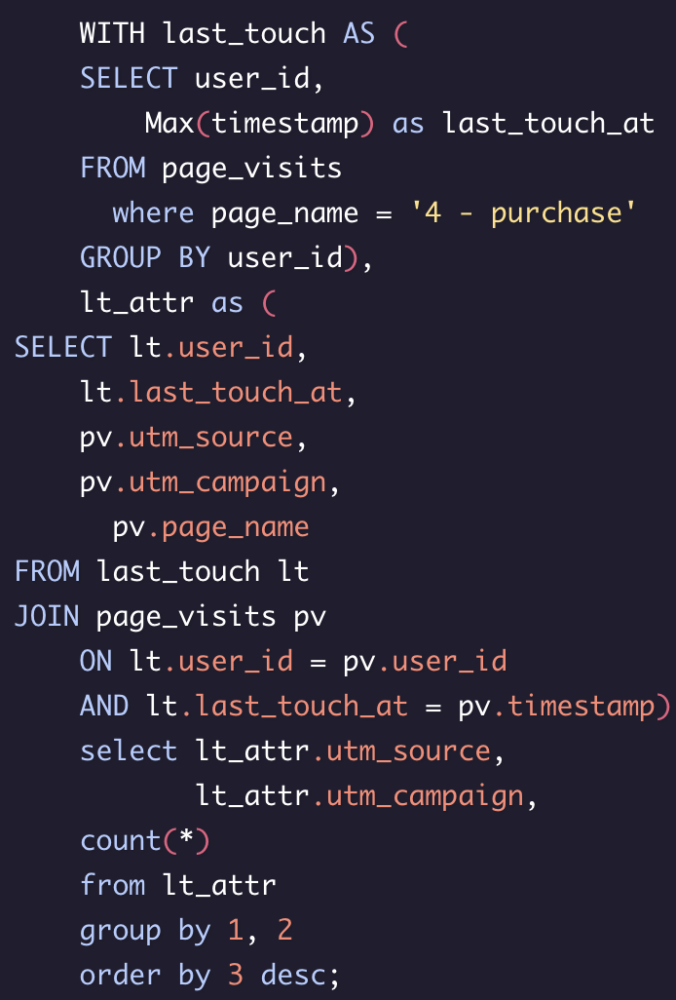 WITH last_touch AS (
SELECT user_id,
Max(timestamp) as last_touch_at
FROM page_visits
where page_name = '4 - purchase'
GROUP BY user_id),
lt_attr as (
SELECT lt.user_id,
lt.last_touch_at,
pv.utm_source,
pv.utm_campaign,
pv.page_name
FROM last_touch lt
JOIN page_visits pv
ON lt.user_id = pv.user_id
AND lt.last_touch_at = pv.timestamp)
select lt_attr.utm_source,
lt_attr.utm_campaign,
count(*)
from lt_attr
group by 1, 2
order by 3 desc;